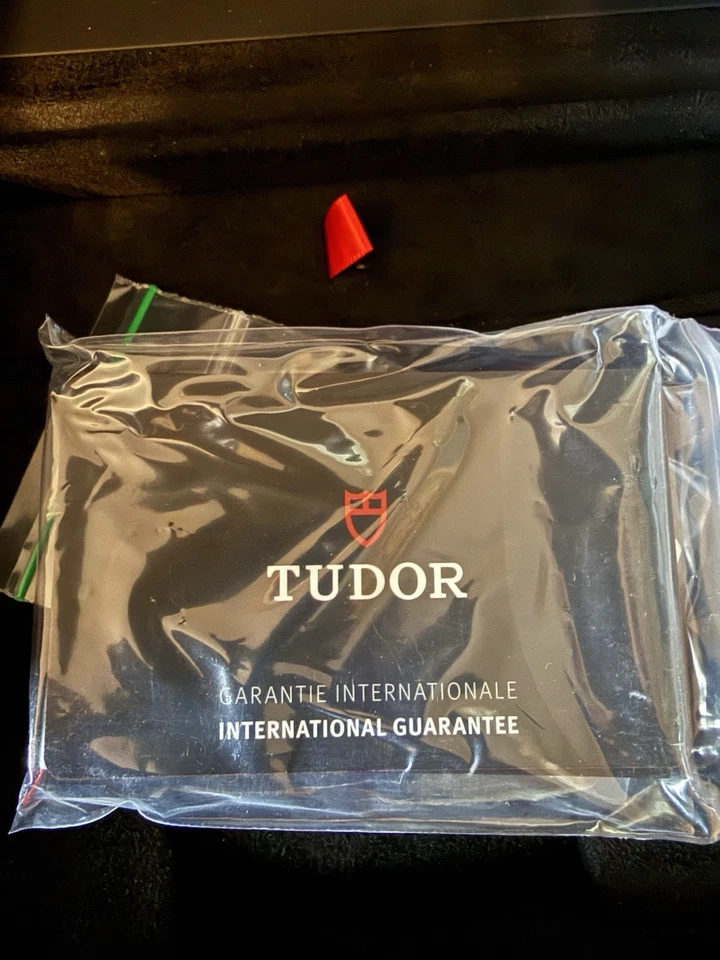 TUDOR
GARANTIE INTERNATIONALE
INTERNATIONAL GUARANTEE